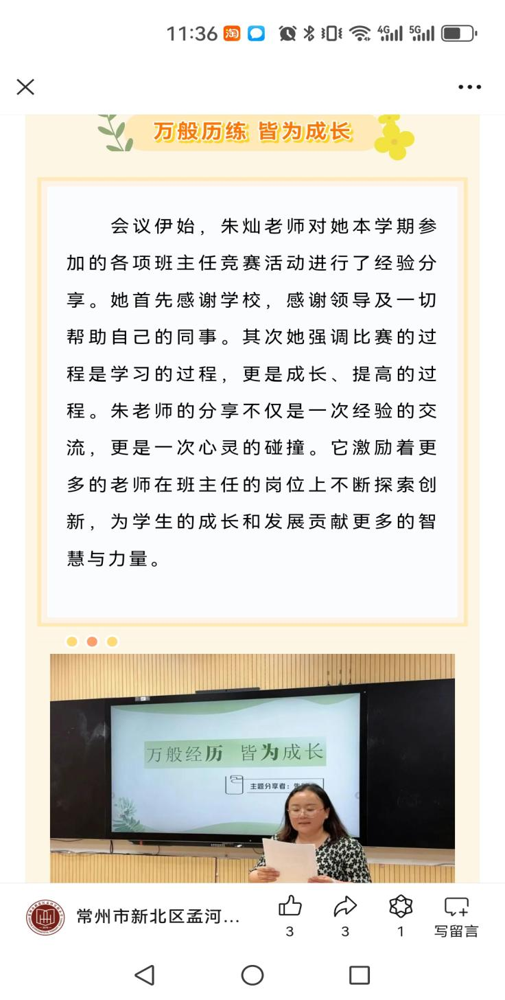 11:36 淘 4G 5G
万般历练 皆为成长
会议伊始，朱灿老师对她本学期参
加的各项班主任竞赛活动进行了经验分
享。她首先感谢学校，感谢领导及一切
帮助自己的同事。其次她强调比赛的过
程是学习的过程，更是成长、提高的过
程。朱老师的分享不仅是一次经验的交
流，更是一次心灵的碰撞。它激励着更
多的老师在班主任的岗位上不断探索创
新，为学生的成长和发展贡献更多的智
慧与力量。
万般经历 皆为成长
主题分享者：
常州市新北区孟河...
3 3 1 写留言